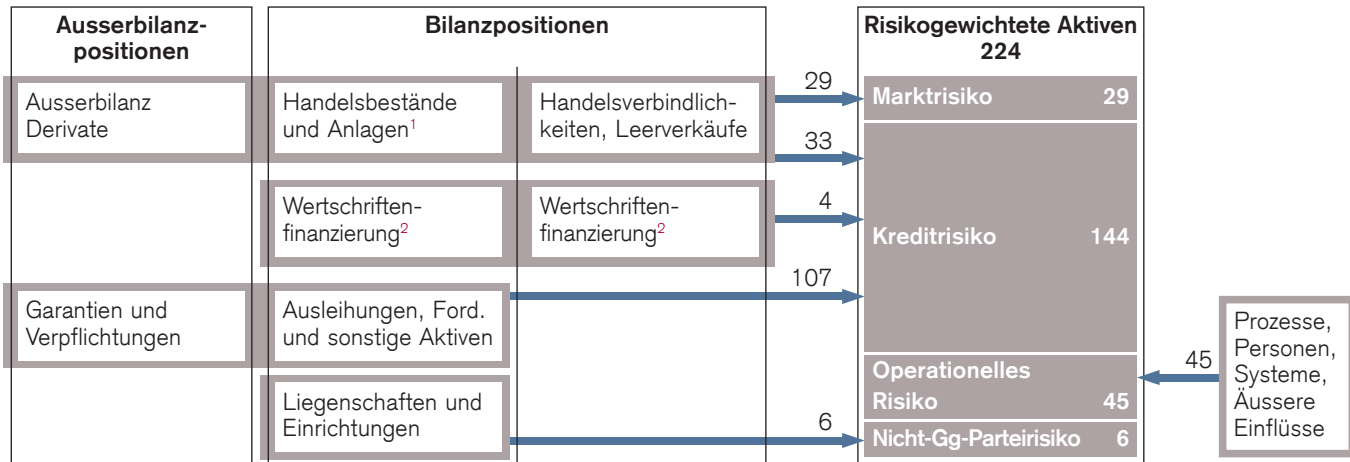 Ausserbilanz-
positionen
Bilanzpositionen
Risikogewichtete Aktiven
224
Ausserbilanz
Derivate
Handelsbestände
und Anlagen1
Handelsverbindlich-
keiten, Leerverkäufe
29
33
Marktrisiko 29
Wertschriften-
finanzierung2
Wertschriften-
finanzierung2
4
Kreditrisiko 144
Garantien und
Verpflichtungen
Ausleihungen, Ford.
und sonstige Aktiven
107
Liegenschaften und
Einrichtungen
6
Operationelles
Risiko 45
Nicht-Gg-Parteirisiko 6
45
Prozesse,
Personen,
Systeme,
Äussere
Einflüsse